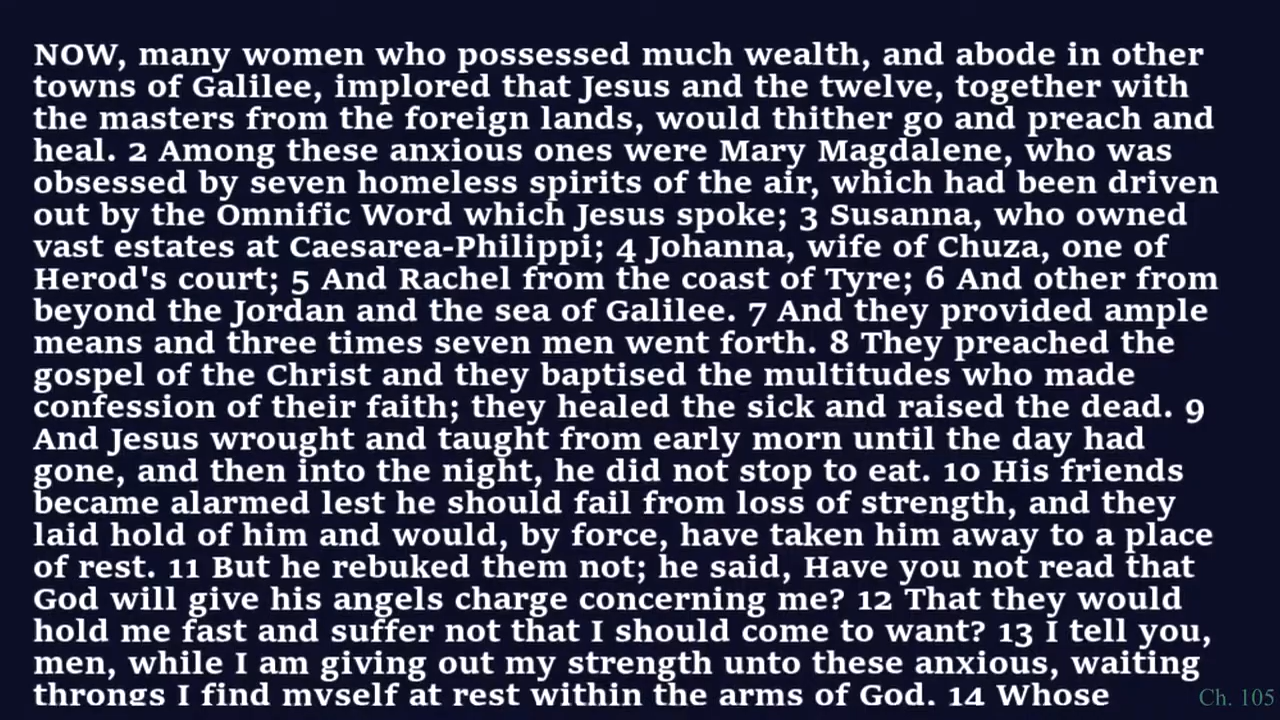 NOW, many women who possessed much wealth, and abode in other
towns of Galilee, implored that Jesus and the twelve, together with
the masters from the foreign lands, would thither go and preach and
heal. 2 Among these anxious ones were Mary Magdalene, who was
obsessed by seven homeless spirits of the air, which had been driven
out by the Omnific Word which Jesus spoke; 3 Susanna, who owned
vast estates at Caesarea-Philippi; 4 Johanna, wife of Chuza, one of
Herod's court; 5 And Rachel from the coast of Tyre; 6 And other from
beyond the Jordan and the sea of Galilee. 7 And they provided ample
means and three times seven men went forth. 8 They preached the
gospel of the Christ and they baptised the multitudes who made
confession of their faith; they healed the sick and raised the dead. 9
And Jesus wrought and taught from early morn until the day had
gone, and then into the night, he did not stop to eat. 10 His friends
became alarmed lest he should fail from loss of strength, and they
laid hold of him and would, by force, have taken him away to a place
of rest. 11 But he rebuked them not; he said, Have you not read that
God will give his angels charge concerning me? 12 That they would
hold me fast and suffer not that I should come to want? 13 I tell you,
men, while I am giving out my strength unto these anxious, waiting
throngs I find myself at rest within the arms of God. 14 Whose
Ch. 105